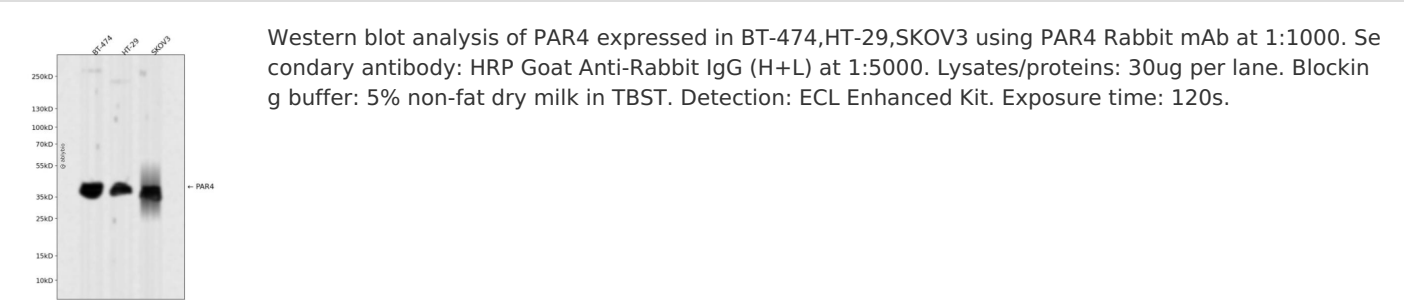 BT-474 HT-29 SKOV3
250kD
130kD
100kD
70kD
55kD
35kD
25kD
15kD
10kD
@ abybio
← PAR4
Western blot analysis of PAR4 expressed in BT-474,HT-29,SKOV3 using PAR4 Rabbit mAb at 1:1000. Se
condary antibody: HRP Goat Anti-Rabbit IgG (H+L) at 1:5000. Lysates/proteins: 30ug per lane. Blockin
g buffer: 5% non-fat dry milk in TBST. Detection: ECL Enhanced Kit. Exposure time: 120s.